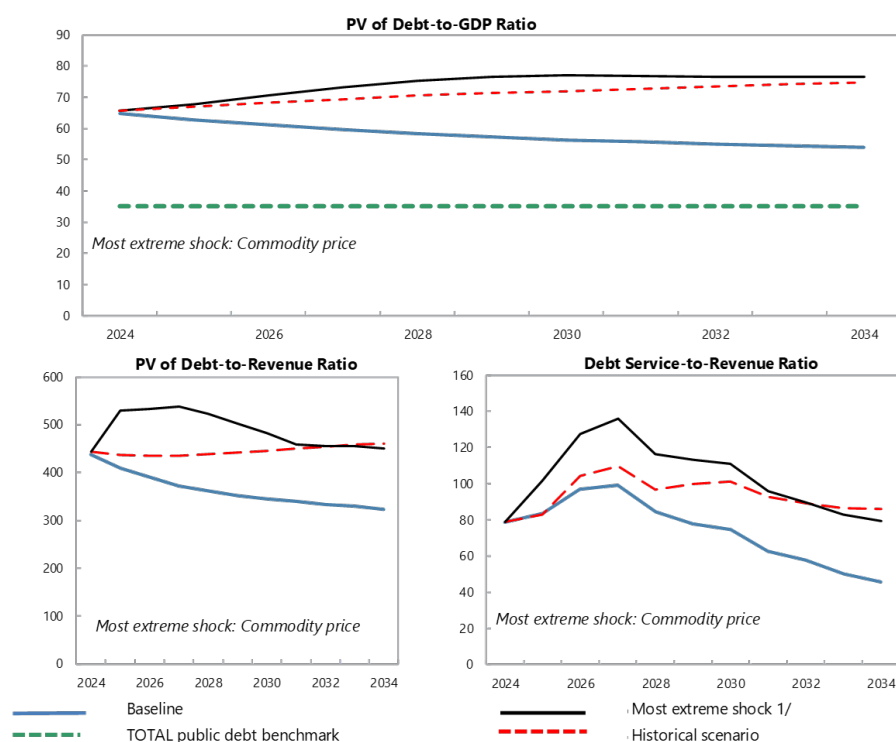 PV of Debt-to-GDP Ratio
90
80
70
60
50
40
30
20
10
0
Most extreme shock: Commodity price
2024 2026 2028 2030 2032 2034
PV of Debt-to-Revenue Ratio
600
500
400
300
200
100
0
Most extreme shock: Commodity price
2024 2026 2028 2030 2032 2034
Debt Service-to-Revenue Ratio
160
140
120
100
80
60
40
20
0
Most extreme shock: Commodity price
2024 2026 2028 2030 2032 2034
Baseline
Most extreme shock 1/
TOTAL public debt benchmark
Historical scenario